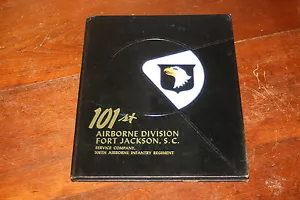 101st
AIRBORNE DIVISION
FORT JACKSON, S.C.
SERVICE COMPANY,
506TH AIRBORNE INFANTRY REGIMENT